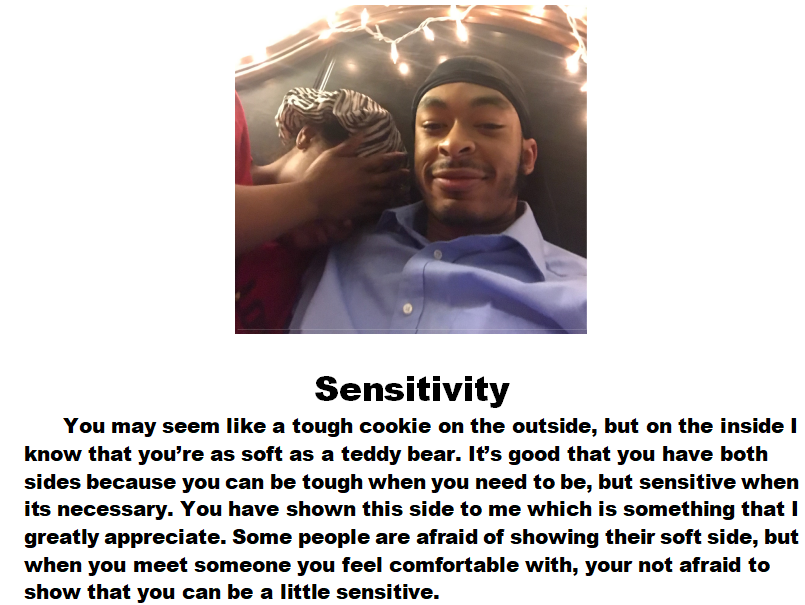 Sensitivity
You may seem like a tough cookie on the outside, but on the inside I
know that you’re as soft as a teddy bear. It’s good that you have both
sides because you can be tough when you need to be, but sensitive when
its necessary. You have shown this side to me which is something that I
greatly appreciate. Some people are afraid of showing their soft side, but
when you meet someone you feel comfortable with, your not afraid to
show that you can be a little sensitive.